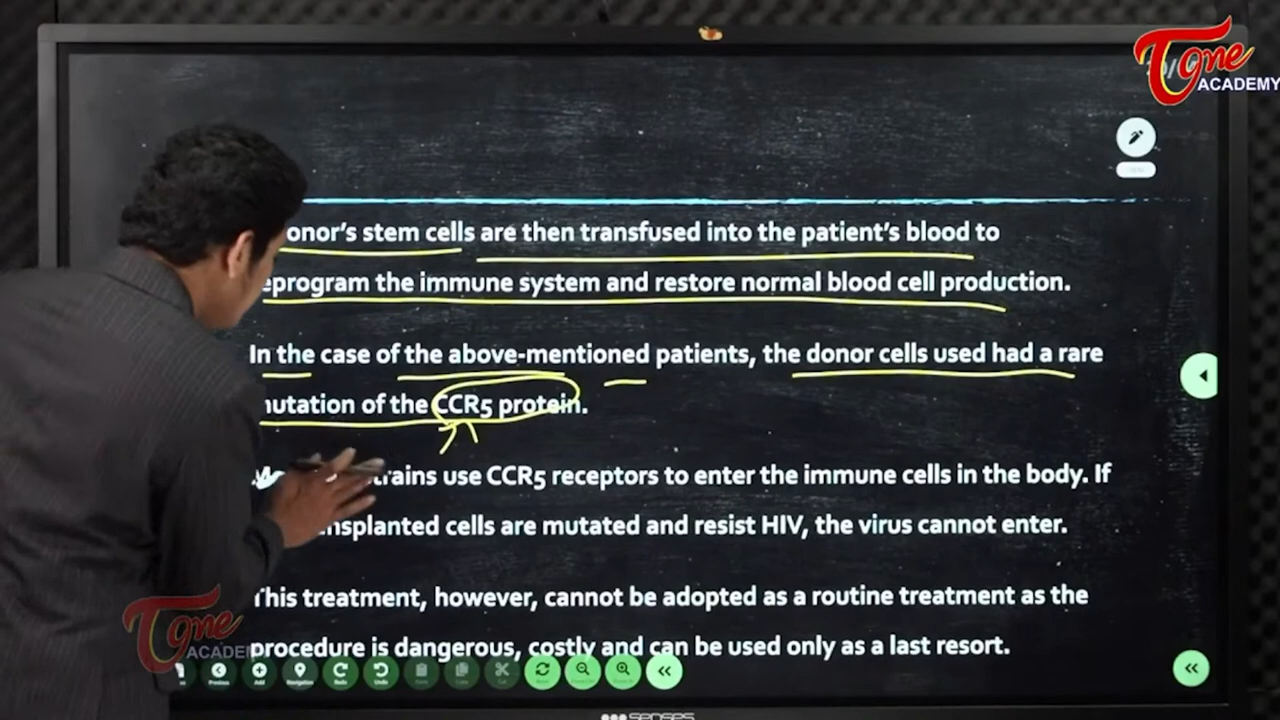 Tone
ACADEMY
onor's stem cells are then transfused into the patient's blood to
eprogram the immune system and restore normal blood cell production.
In the case of the above-mentioned patients, the donor cells used had a rare
utation of the CCR5 protein.
trains use CCR5 receptors to enter the immune cells in the body. If
nsplanted cells are mutated and resist HIV, the virus cannot enter.
This treatment, however, cannot be adopted as a routine treatment as the
procedure is dangerous, costly and can be used only as a last resort.
Tone
ACADEM
senses